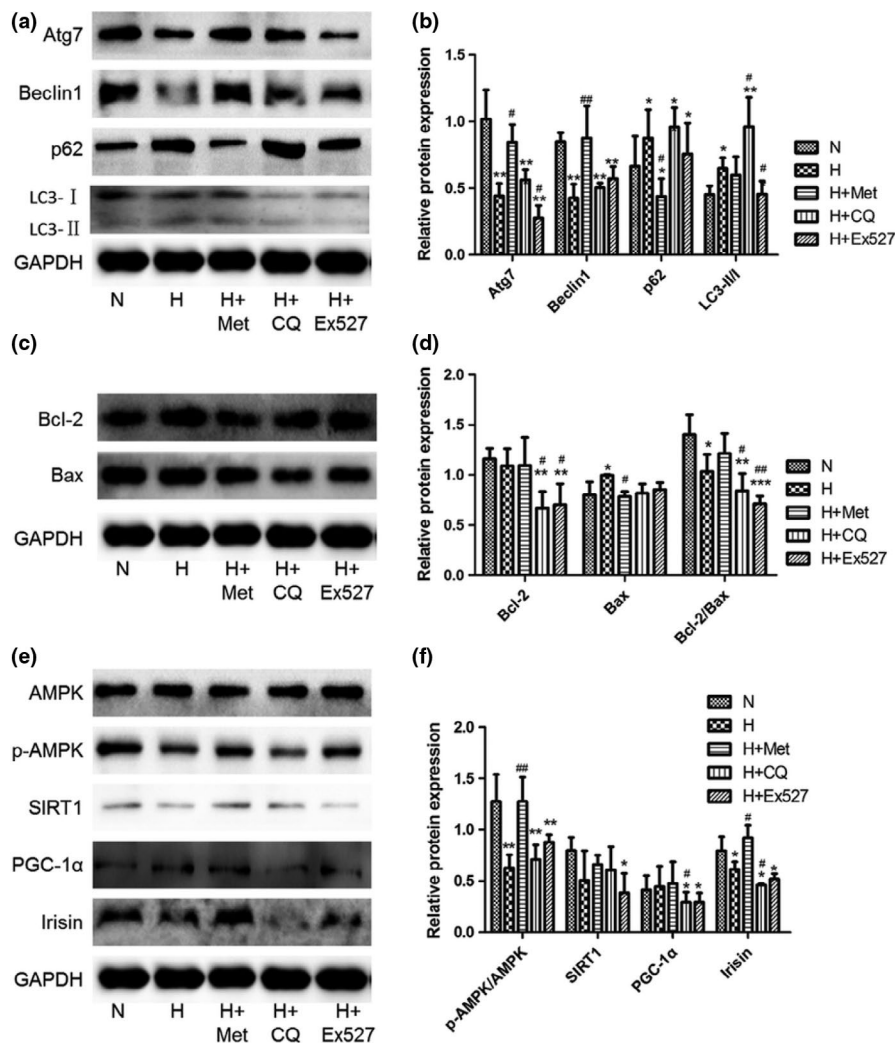 (a)
Atg7
Beclin1
p62
LC3- I
LC3- II
GAPDH
N H H+ H+ H+
Met CQ Ex527
(b)
Relative protein expression
1.5
1.0
0.5
0.0
** # ** # ** ** ## ** ** * # * * * * # ** #
Atg7 Beclin1 p62 LC3-II/I
N
H
H+Met
H+CQ
H+Ex527
(c)
Bcl-2
Bax
GAPDH
N H H+ H+ H+
Met CQ Ex527
(d)
Relative protein expression
2.0
1.5
1.0
0.5
0.0
# ** # ** * # * # ** ## ***
Bcl-2 Bax Bcl-2/Bax
N
H
H+Met
H+CQ
H+Ex527
(e)
AMPK
p-AMPK
SIRT1
PGC-1α
Irisin
GAPDH
N H H+ H+ H+
Met CQ Ex527
(f)
N
H
H+Met
H+CQ
H+Ex527
Relative protein expression
2.0
1.5
1.0
0.5
0.0
** ## ** ** * # * * * # # * *
p-AMPK/AMPK SIRT1 PGC-1α Irisin